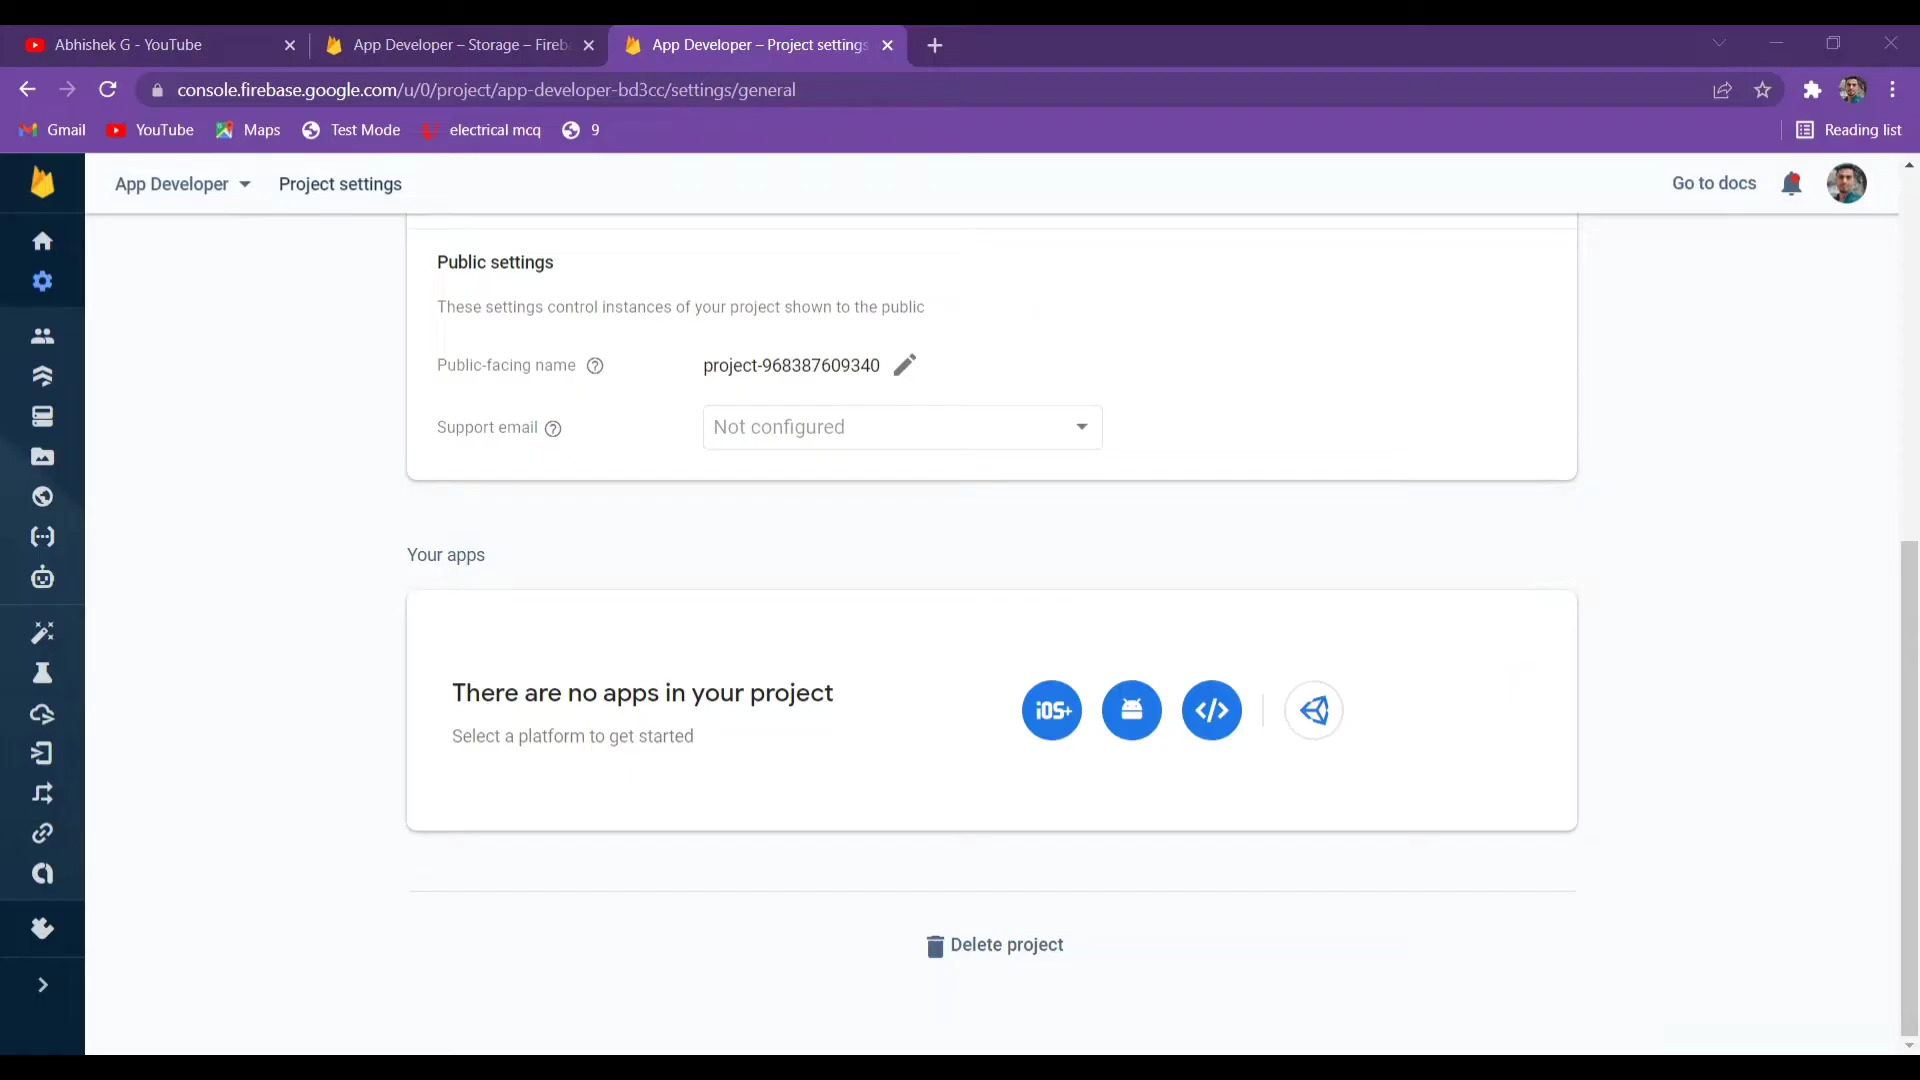 Abhishek G - YouTube
App Developer – Storage – Fireb
App Developer – Project settings
console.firebase.google.com/u/0/project/app-developer-bd3cc/settings/general
Gmail
YouTube
Maps
Test Mode
electrical mcq
9
Reading list
App Developer
Project settings
Go to docs
Public settings
These settings control instances of your project shown to the public
Public-facing name
project-968387609340
Support email
Not configured
Your apps
There are no apps in your project
Select a platform to get started
iOS+
Delete project